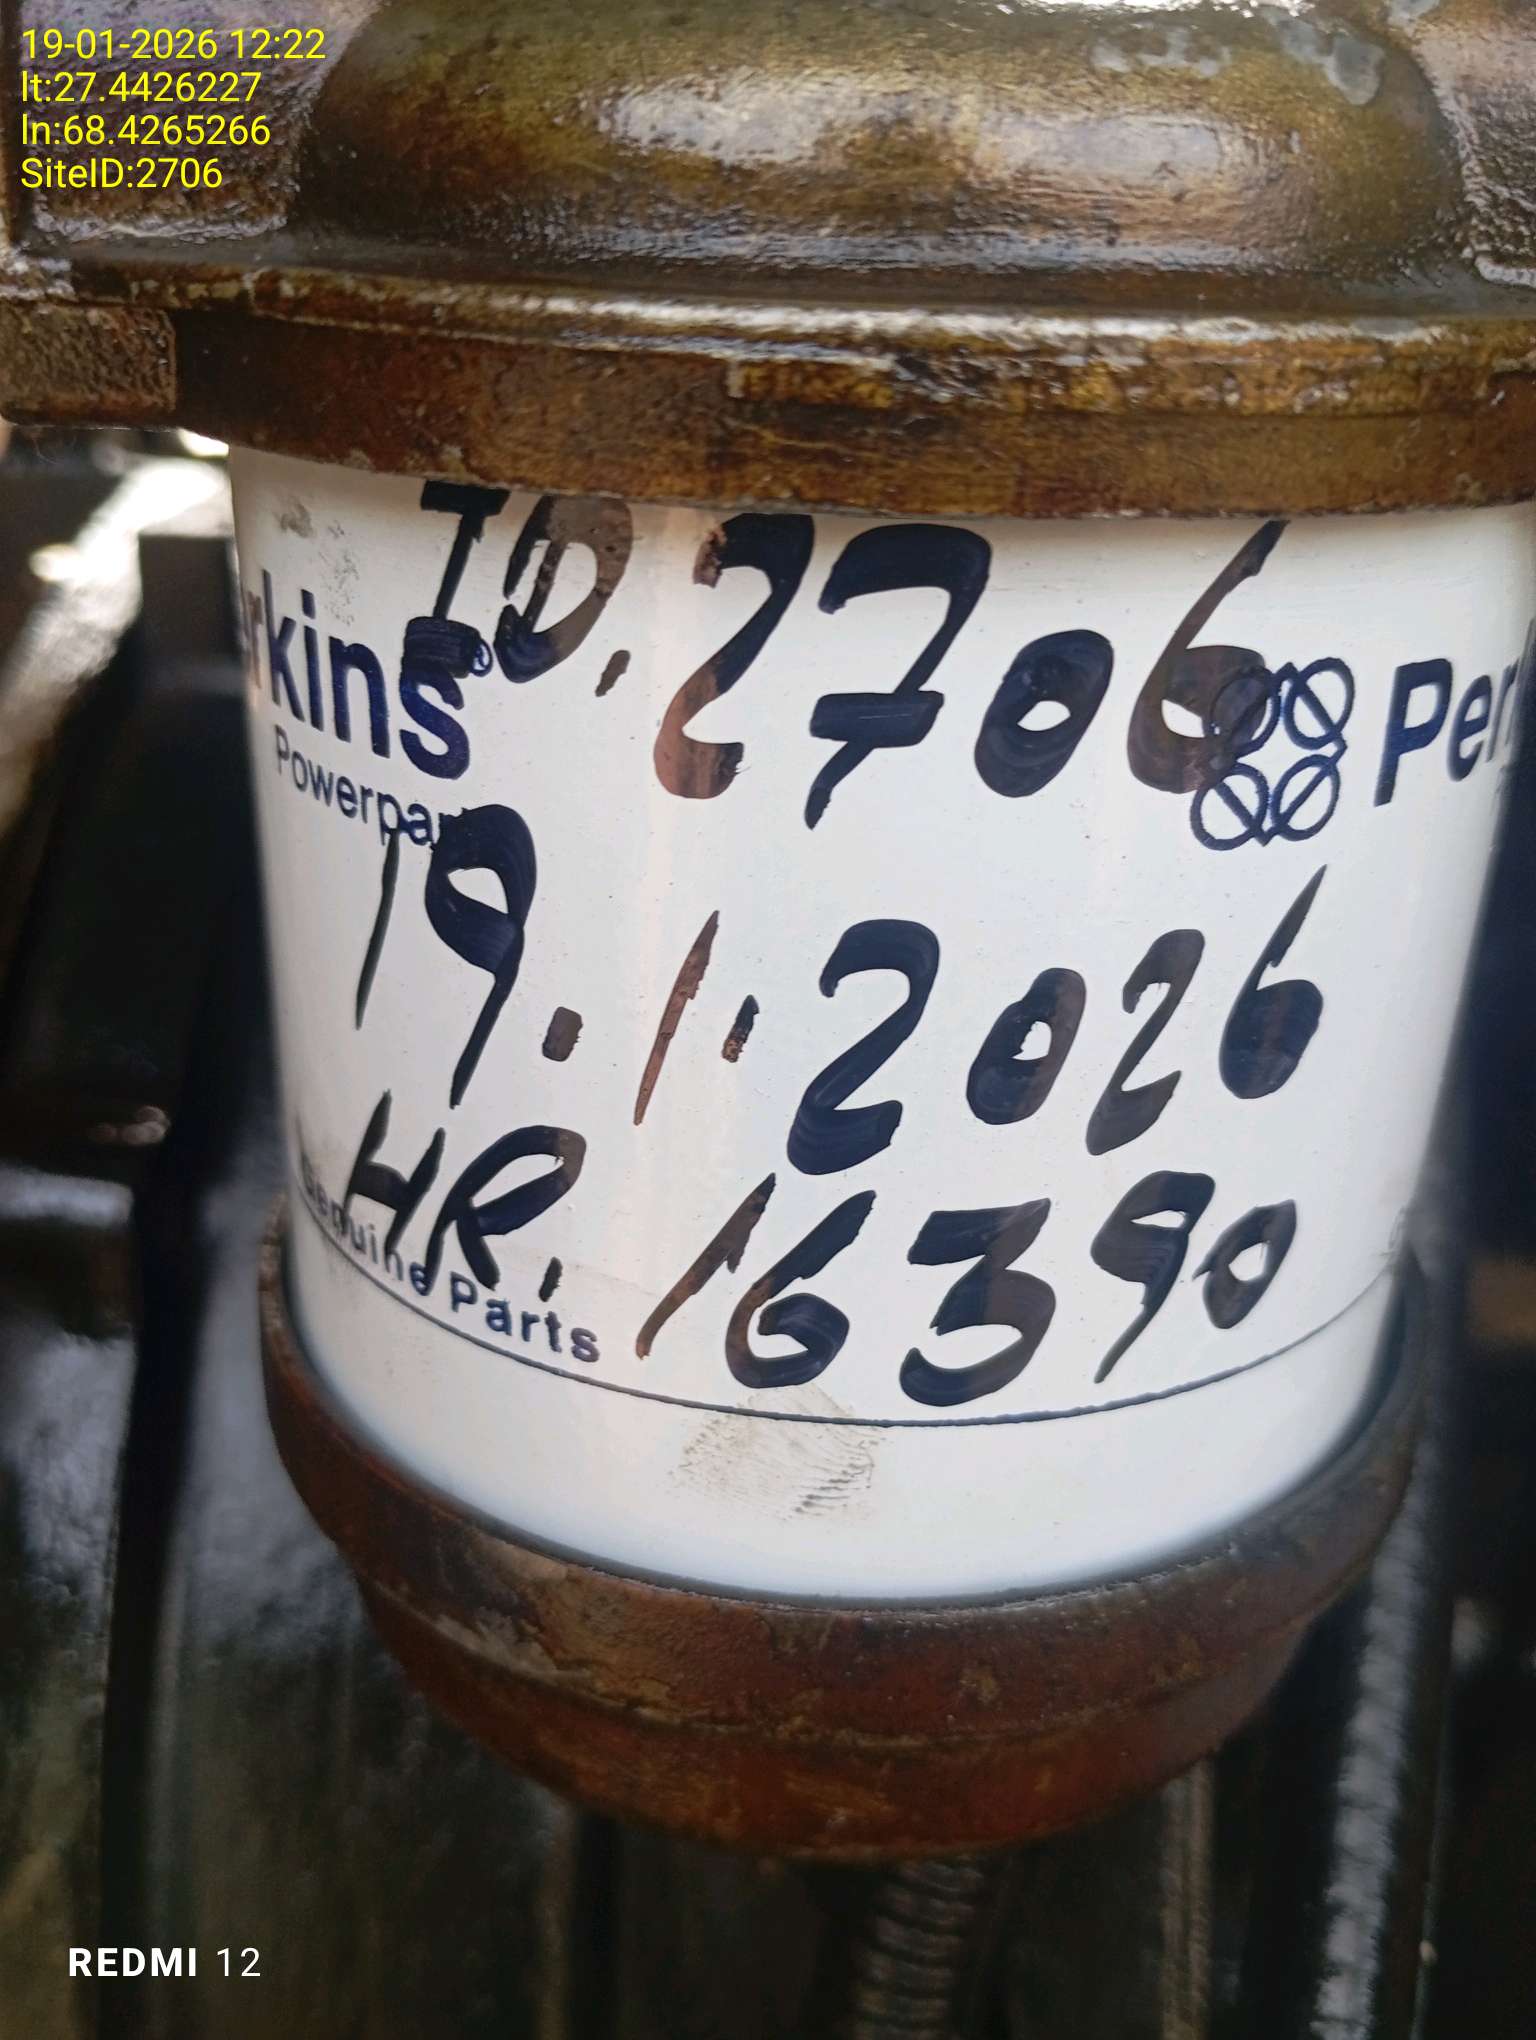 19-01-2026 12:22
lt:27.4426227
ln:68.4265266
SiteID:2706
ID.2706
rkins®
Powerpar
Per
19.1.2026
HR.16390
Genuine Parts
REDMI 12